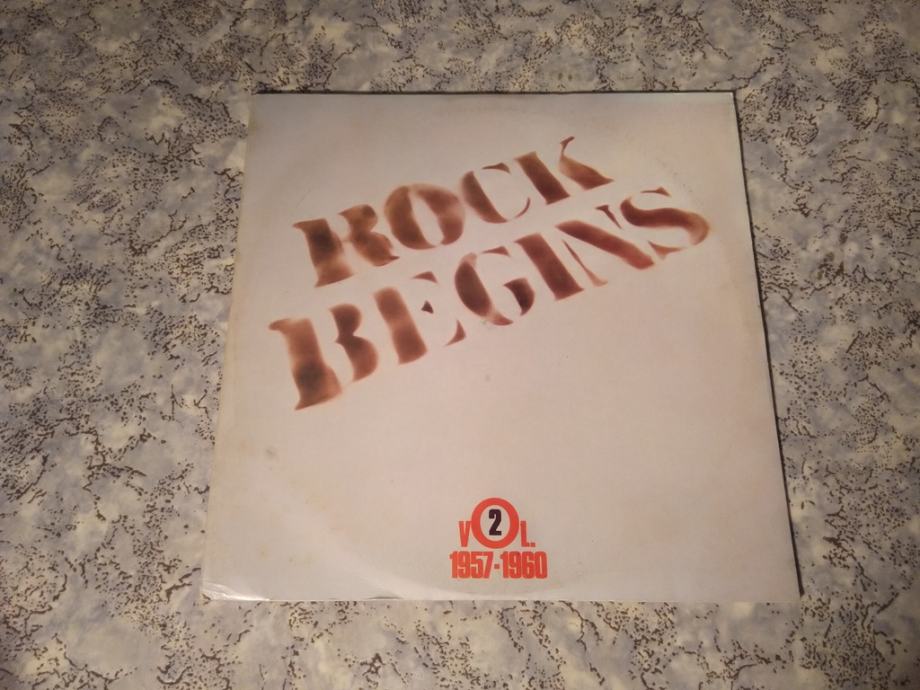 ROCK
BEGINS
VOL.
2
1957-1960